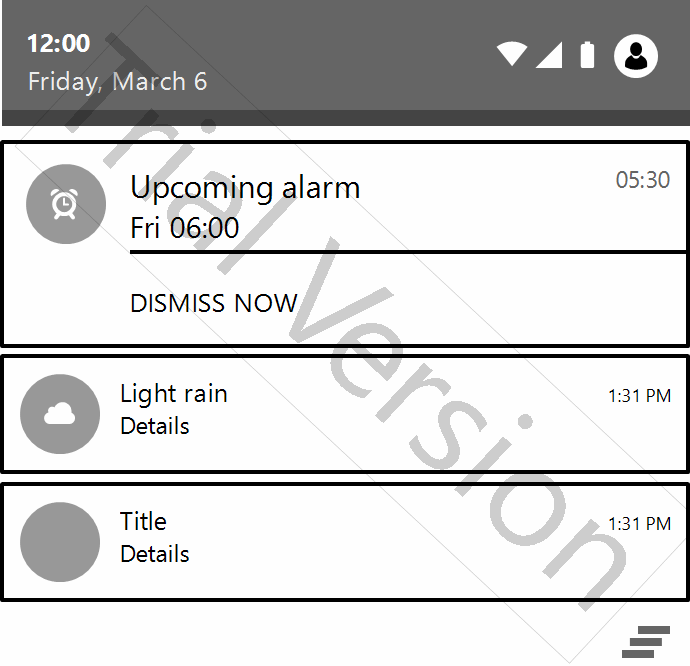 12:00
Friday, March 6
Upcoming alarm
05:30
Fri 06:00
DISMISS NOW
Light rain
1:31 PM
Details
Title
1:31 PM
Details
Trial Version